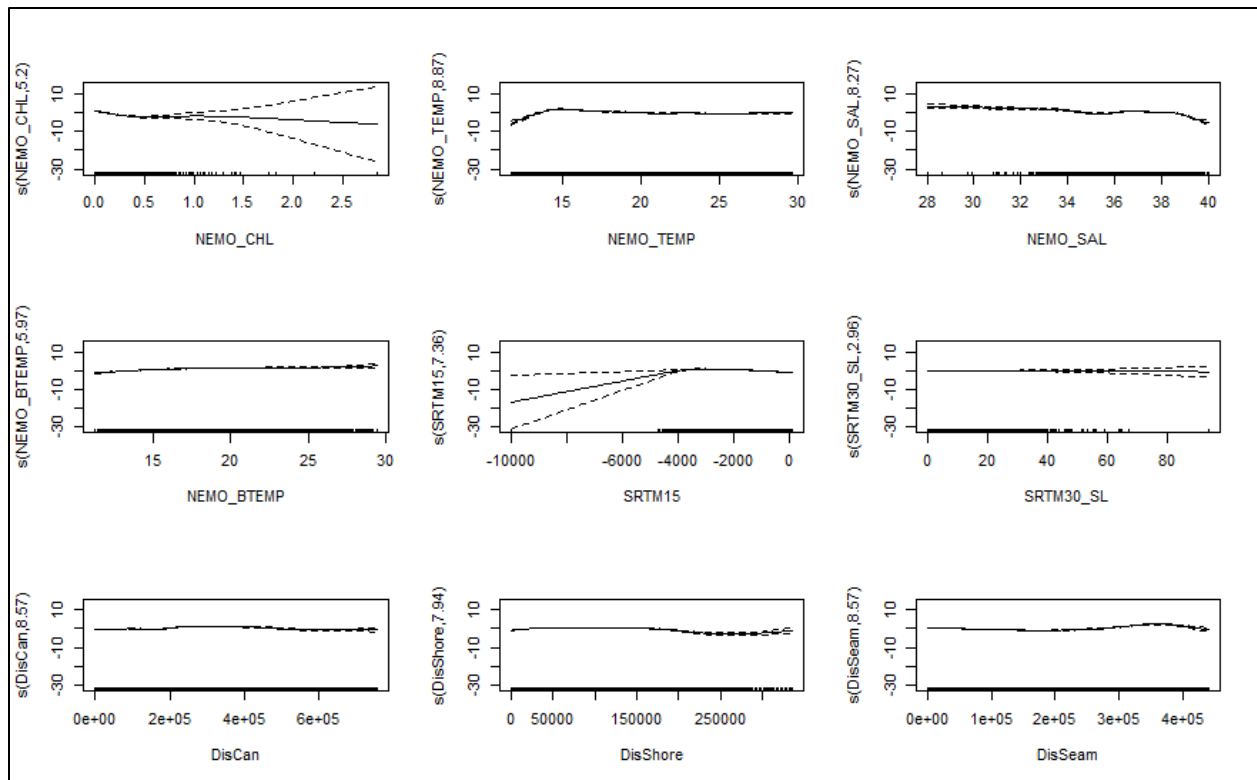 s(NEMO_CHL,5.2)
10
-10
-30
0.0 0.5 1.0 1.5 2.0 2.5
NEMO_CHL
s(NEMO_TEMP,8.87)
10
-10
-30
15 20 25 30
NEMO_TEMP
s(NEMO_SAL,8.27)
10
-10
-30
28 30 32 34 36 38 40
NEMO_SAL
s(NEMO_BTEMP,5.97)
10
-10
-30
15 20 25 30
NEMO_BTEMP
s(SRTM15,7.36)
10
-10
-30
-10000 -6000 -4000 -2000 0
SRTM15
s(SRTM30_SL,2.96)
10
-10
-30
0 20 40 60 80
SRTM30_SL
s(DisCan,8.57)
10
-10
-30
0e+00 2e+05 4e+05 6e+05
DisCan
s(DisShore,7.94)
10
-10
-30
0 50000 150000 250000
DisShore
s(DisSeam,8.57)
10
-10
-30
0e+00 1e+05 2e+05 3e+05 4e+05
DisSeam